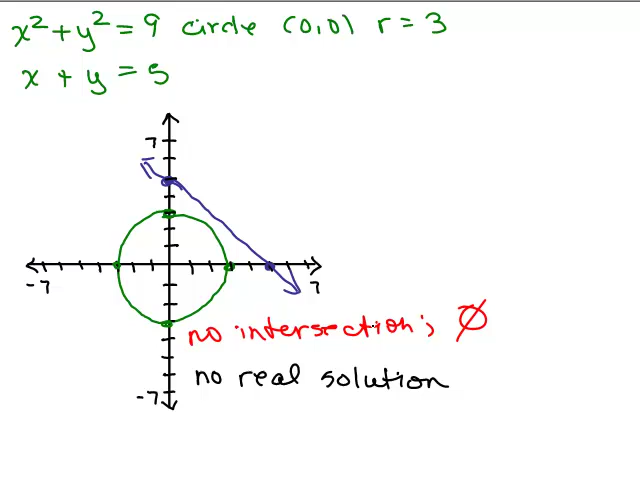 x² + y² = 9 circle (0,0) r = 3
x + y = 5
7
-7
7
no intersection; ∅
no real solution
-7